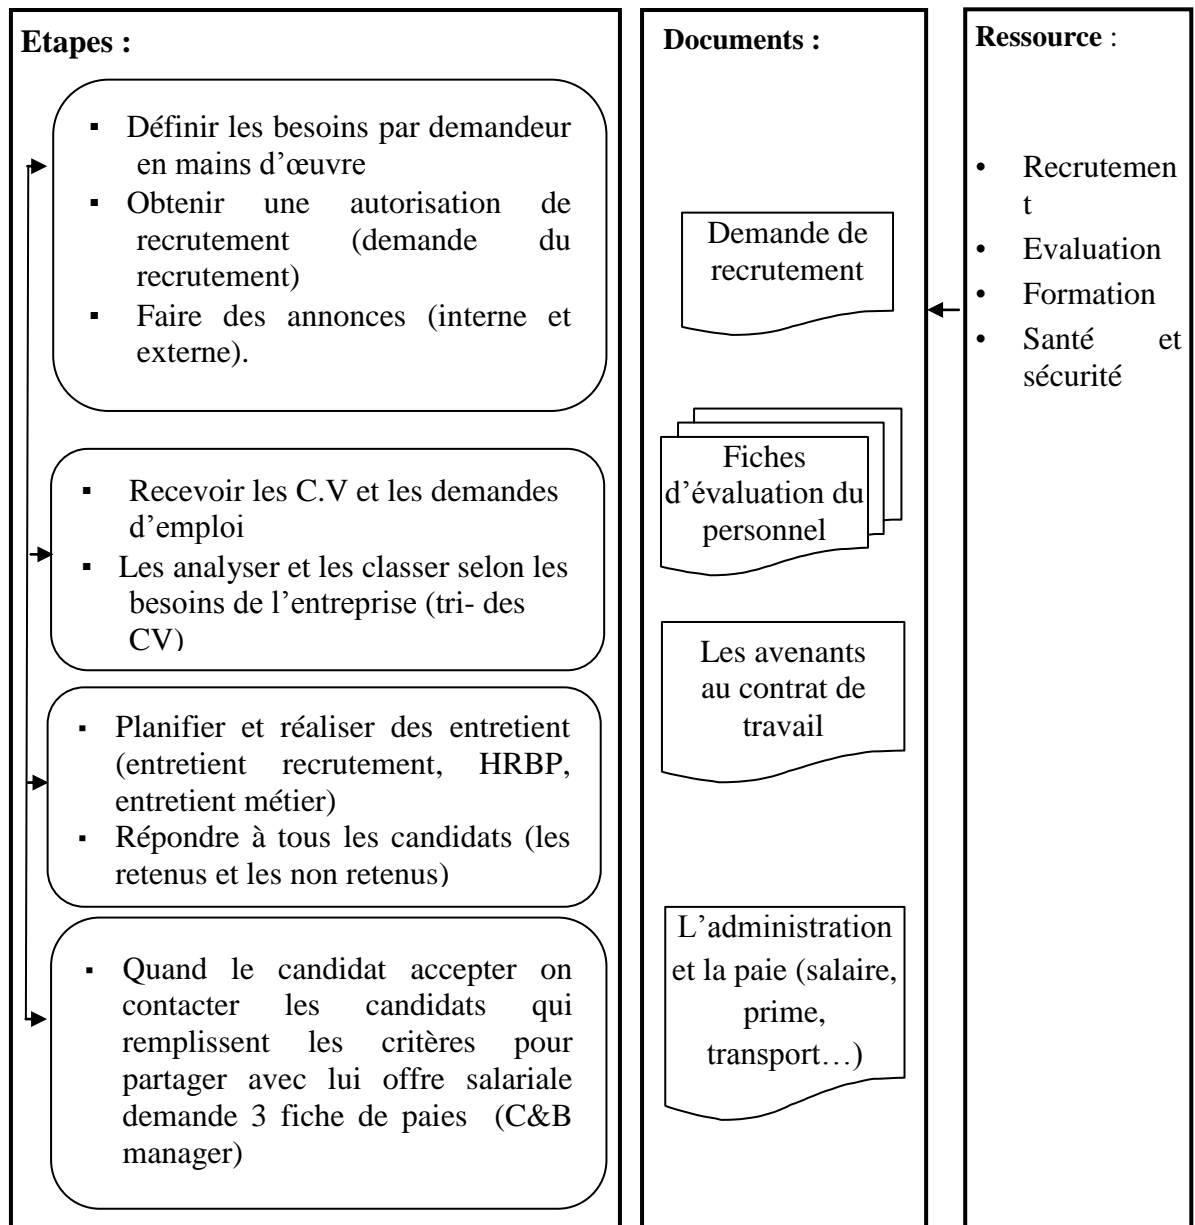 Etapes :
▪ Définir les besoins par demandeur
en mains d’œuvre
▪ Obtenir une autorisation de
recrutement (demande du
recrutement)
▪ Faire des annonces (interne et
externe).
▪ Recevoir les C.V et les demandes
d’emploi
▪ Les analyser et les classer selon les
besoins de l’entreprise (tri- des
CV)
▪ Planifier et réaliser des entretient
(entretient recrutement, HRBP,
entretient métier)
▪ Répondre à tous les candidats (les
retenus et les non retenus)
▪ Quand le candidat accepter on
contacter les candidats qui
remplissent les critères pour
partager avec lui offre salariale
demande 3 fiche de paies (C&B
manager)
Documents :
Demande de
recrutement
Fiches
d’évaluation du
personnel
Les avenants
au contrat de
travail
L’administration
et la paie (salaire,
prime,
transport…)
Ressource :
• Recrutemen
t
• Evaluation
• Formation
• Santé et
sécurité